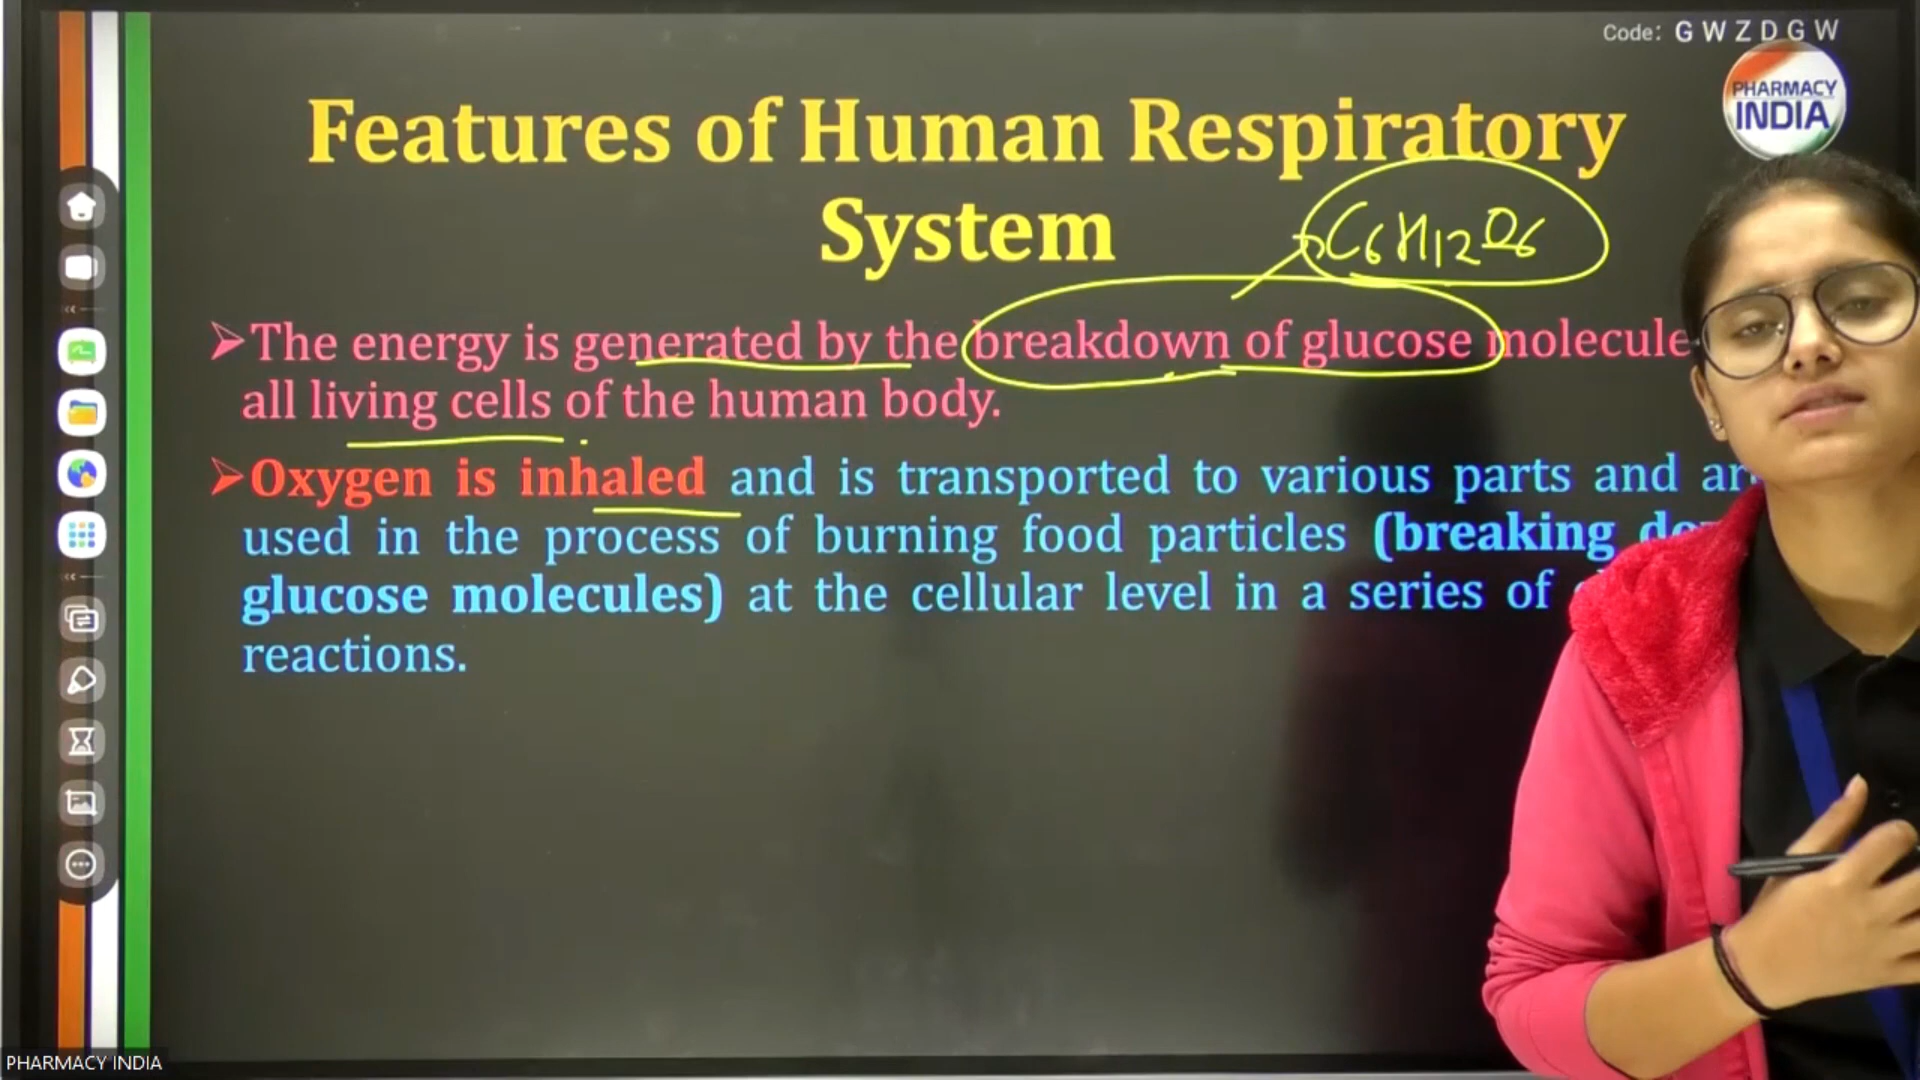 Code: GWZDGW
PHARMACY
INDIA
Features of Human Respiratory
System
C6H12O6
➢The energy is generated by the breakdown of glucose molecule
all living cells of the human body.
➢Oxygen is inhaled and is transported to various parts and
used in the process of burning food particles (breaking
glucose molecules) at the cellular level in a series of
reactions.
PHARMACY INDIA